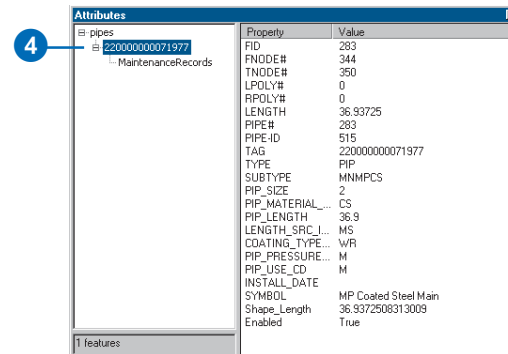 Attributes
4
pipes
220000000071977
MaintenanceRecords
1 features
Property Value
FID 283
FNODE# 344
TNODE# 350
LPOLY# 0
RPOLY# 0
LENGTH 36.93725
PIPE# 283
PIPE-ID 515
TAG 220000000071977
TYPE PIP
SUBTYPE MNMPCS
PIP_SIZE 2
PIP_MATERIAL_... CS
PIP_LENGTH 36.9
LENGTH_SRC_I... MS
COATING_TYPE... WR
PIP_PRESSURE... M
PIP_USE_CD M
INSTALL_DATE
SYMBOL MP Coated Steel Main
Shape_Length 36.9372508313009
Enabled True